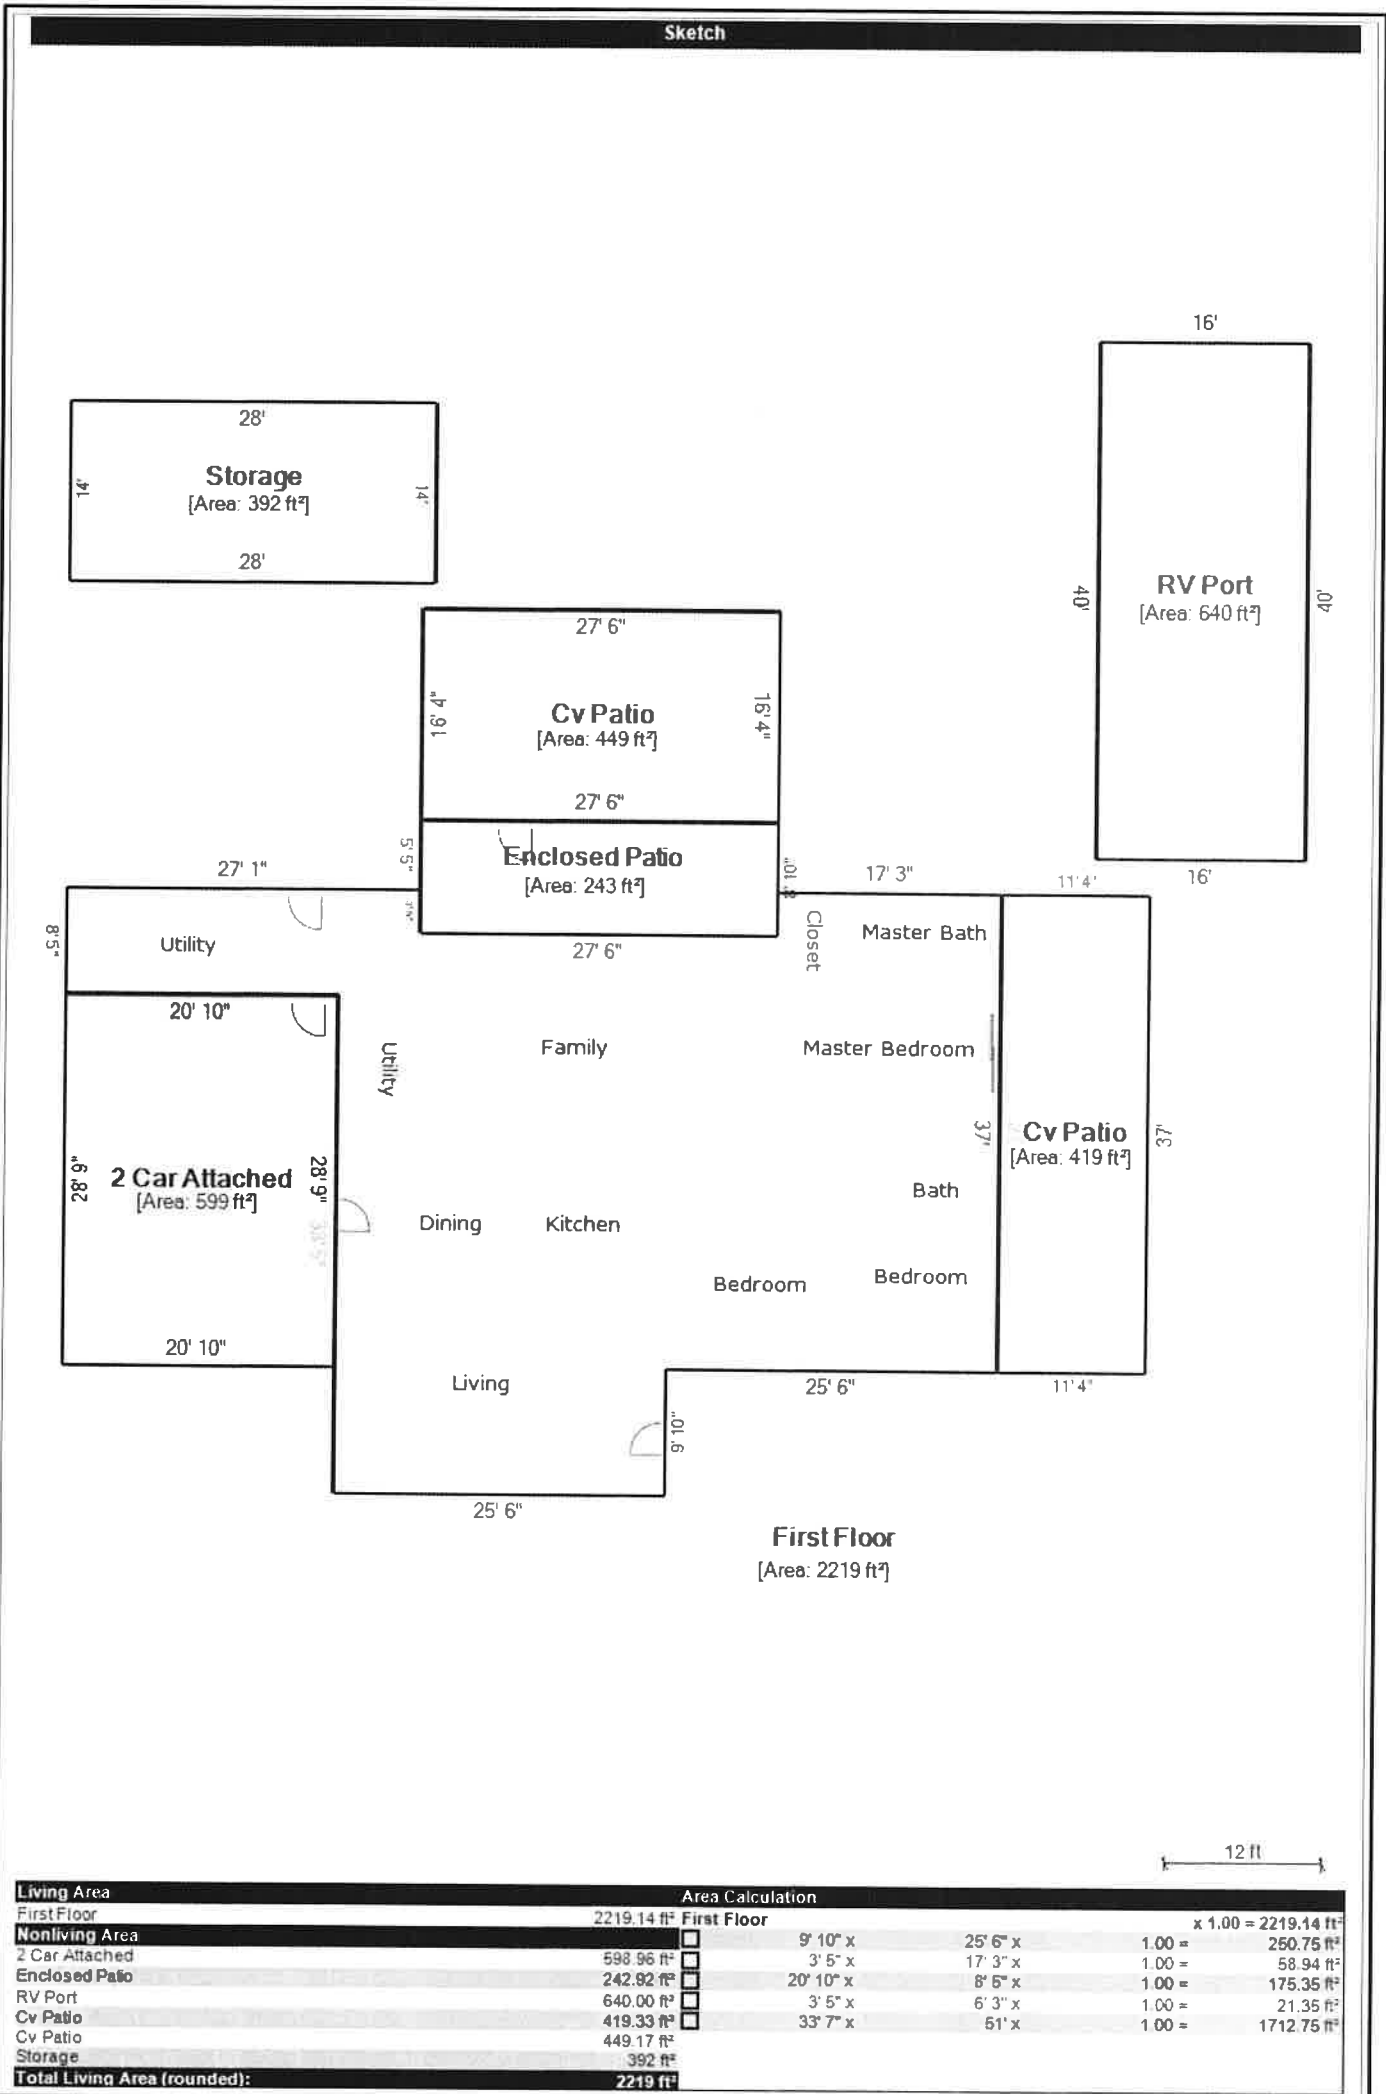 Sketch
16'
28'
Storage
[Area: 392 ft²]
14'
14'
28'
RV Port
[Area: 640 ft²]
40'
40'
16'
27' 6"
Cv Patio
[Area: 449 ft²]
16' 4"
16' 4"
27' 6"
Enclosed Patio
[Area: 243 ft²]
5' 5"
27' 6"
27' 1"
17' 3"
11' 4"
8' 5"
Utility
Closet
Master Bath
20' 10"
Utility
Family
Master Bedroom
28' 9"
2 Car Attached
[Area: 599 ft²]
28' 9"
37'
Cv Patio
[Area: 419 ft²]
37'
Bath
Dining
Kitchen
Bedroom
Bedroom
20' 10"
Living
25' 6"
11' 4"
9' 10"
25' 6"
First Floor
[Area: 2219 ft²]
12 ft
Living Area
First Floor 2219.14 ft²
Nonliving Area
2 Car Attached 598.96 ft²
Enclosed Patio 242.92 ft²
RV Port 640.00 ft²
Cv Patio 419.33 ft²
Cv Patio 449.17 ft²
Storage 392 ft²
Total Living Area (rounded): 2219 ft²
Area Calculation
First Floor x 1.00 = 2219.14 ft²
9' 10" x 25' 6" x 1.00 = 250.75 ft²
3' 5" x 17' 3" x 1.00 = 58.94 ft²
20' 10" x 8' 5" x 1.00 = 175.35 ft²
3' 5" x 6' 3" x 1.00 = 21.35 ft²
33' 7" x 51' x 1.00 = 1712.75 ft²